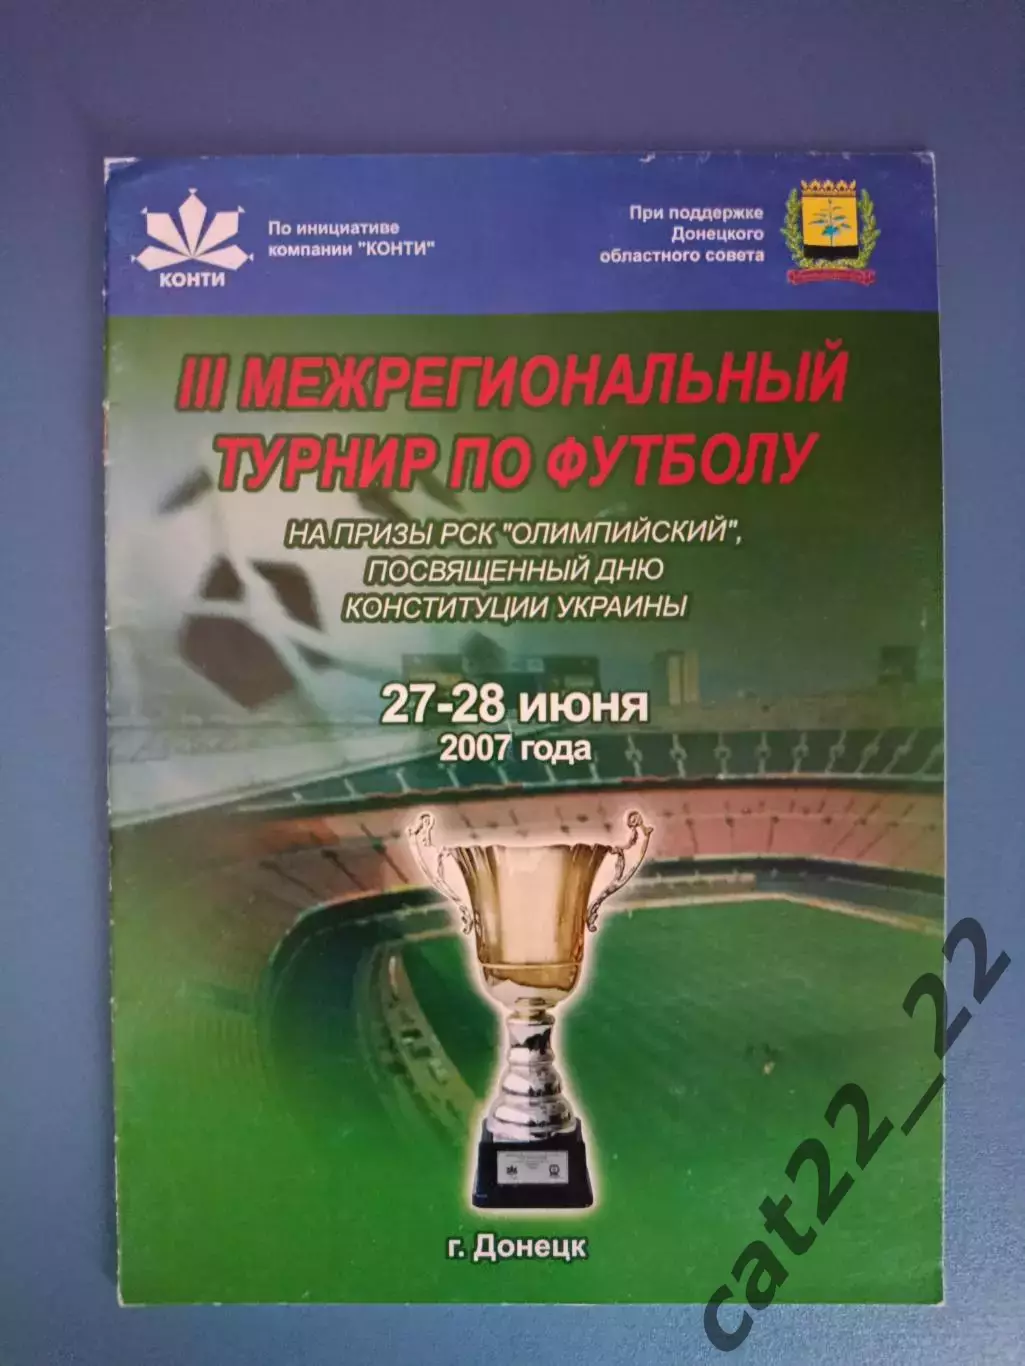 По инициативе
компании "КОНТИ"
КОНТИ
При поддержке
Донецкого
областного совета
III МЕЖРЕГИОНАЛЬНЫЙ
ТУРНИР ПО ФУТБОЛУ
НА ПРИЗЫ РСК "ОЛИМПИЙСКИЙ",
ПОСВЯЩЕННЫЙ ДНЮ
КОНСТИТУЦИИ УКРАИНЫ
27-28 июня
2007 года
г. Донецк
cat22_22